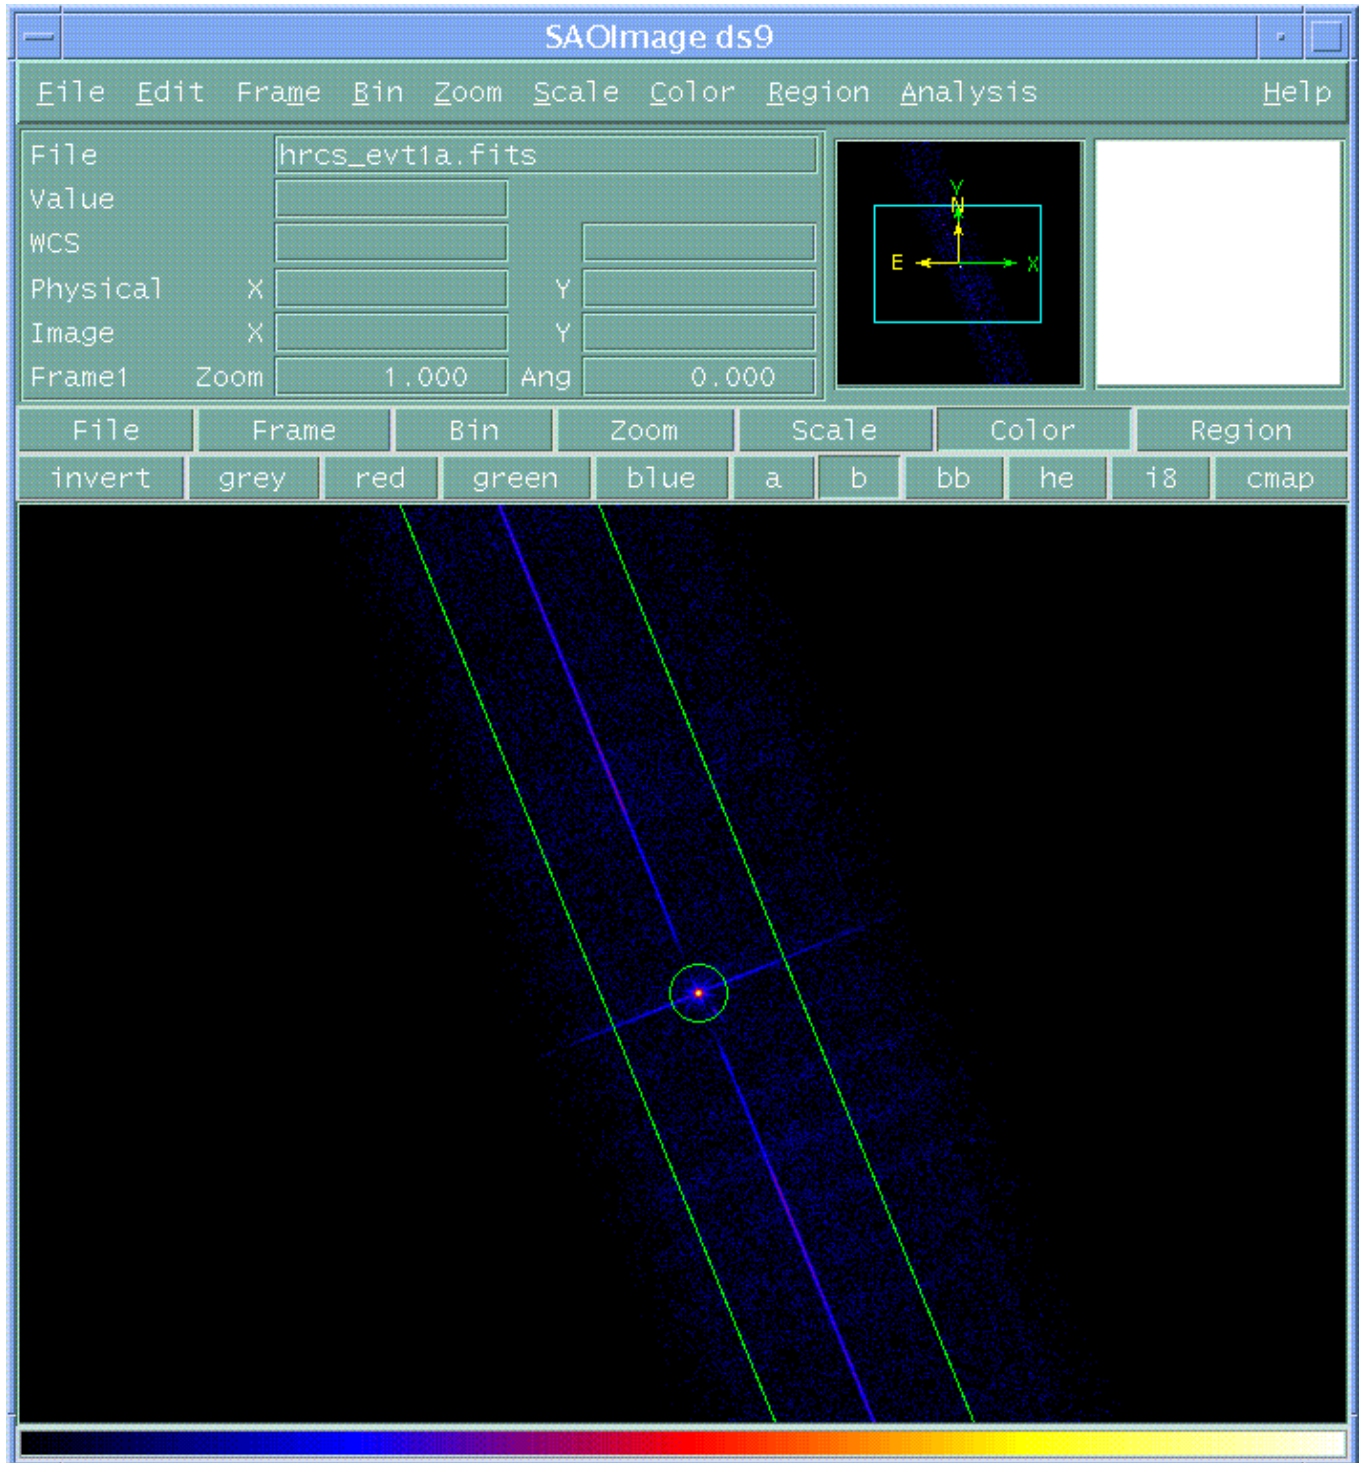 SAOImage ds9
File Edit Frame Bin Zoom Scale Color Region Analysis Help
File hrcs_evt1a.fits
Value
WCS
Physical X Y
Image X Y
Frame1 Zoom 1.000 Ang 0.000
Y
N
E X
File Frame Bin Zoom Scale Color Region
invert grey red green blue a b bb he i8 cmap